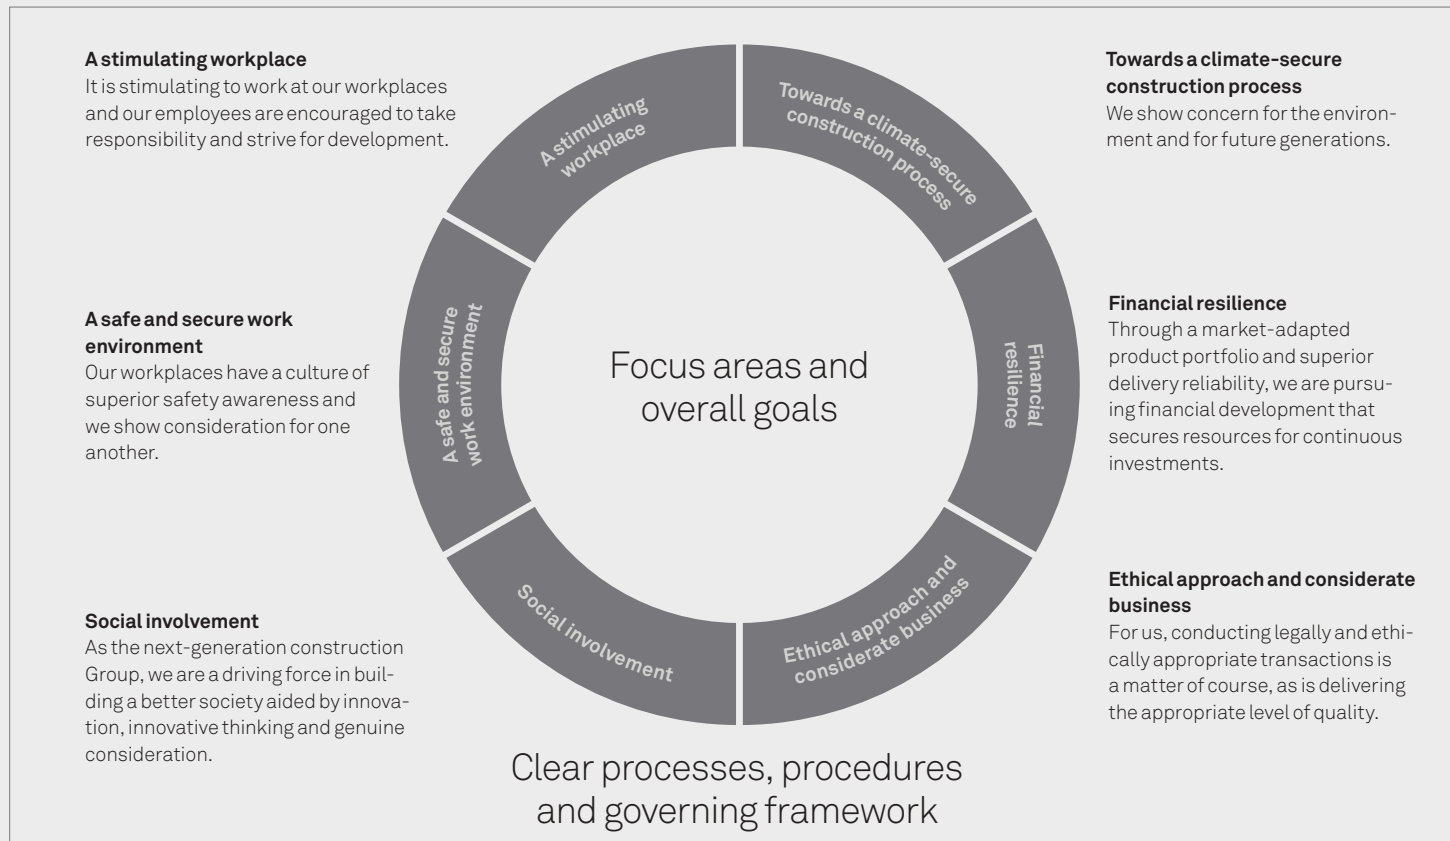 A stimulating workplace
It is stimulating to work at our workplaces
and our employees are encouraged to take
responsibility and strive for development.
A safe and secure work
environment
Our workplaces have a culture of
superior safety awareness and
we show consideration for one
another.
Social involvement
As the next-generation construction
Group, we are a driving force in buil-
ding a better society aided by innova-
tion, innovative thinking and genuine
consideration.
A stimulating
workplace
Towards a climate-secure
construction process
A safe and secure
work environment
Financial
resilience
Social involvement
Ethical approach and
considerate business
Focus areas and
overall goals
Clear processes, procedures
and governing framework
Towards a climate-secure
construction process
We show concern for the environ-
ment and for future generations.
Financial resilience
Through a market-adapted
product portfolio and superior
delivery reliability, we are pursu-
ing financial development that
secures resources for continuous
investments.
Ethical approach and considerate
business
For us, conducting legally and ethi-
cally appropriate transactions is
a matter of course, as is delivering
the appropriate level of quality.